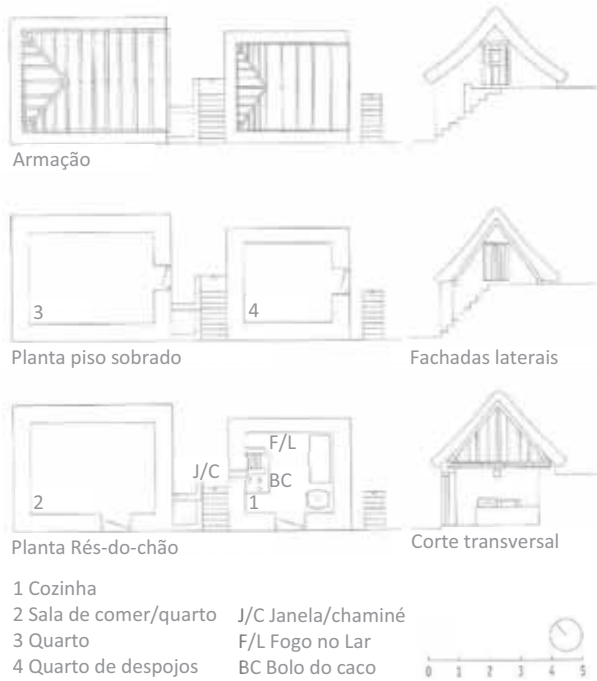 Armação
3
4
Planta piso sobrado
Fachadas laterais
F/L
J/C
BC
2
1
Planta Rés-do-chão
Corte transversal
1 Cozinha
2 Sala de comer/quarto
3 Quarto
4 Quarto de despojos
J/C Janela/chaminé
F/L Fogo no Lar
BC Bolo do caco
0 1 2 3 4 5